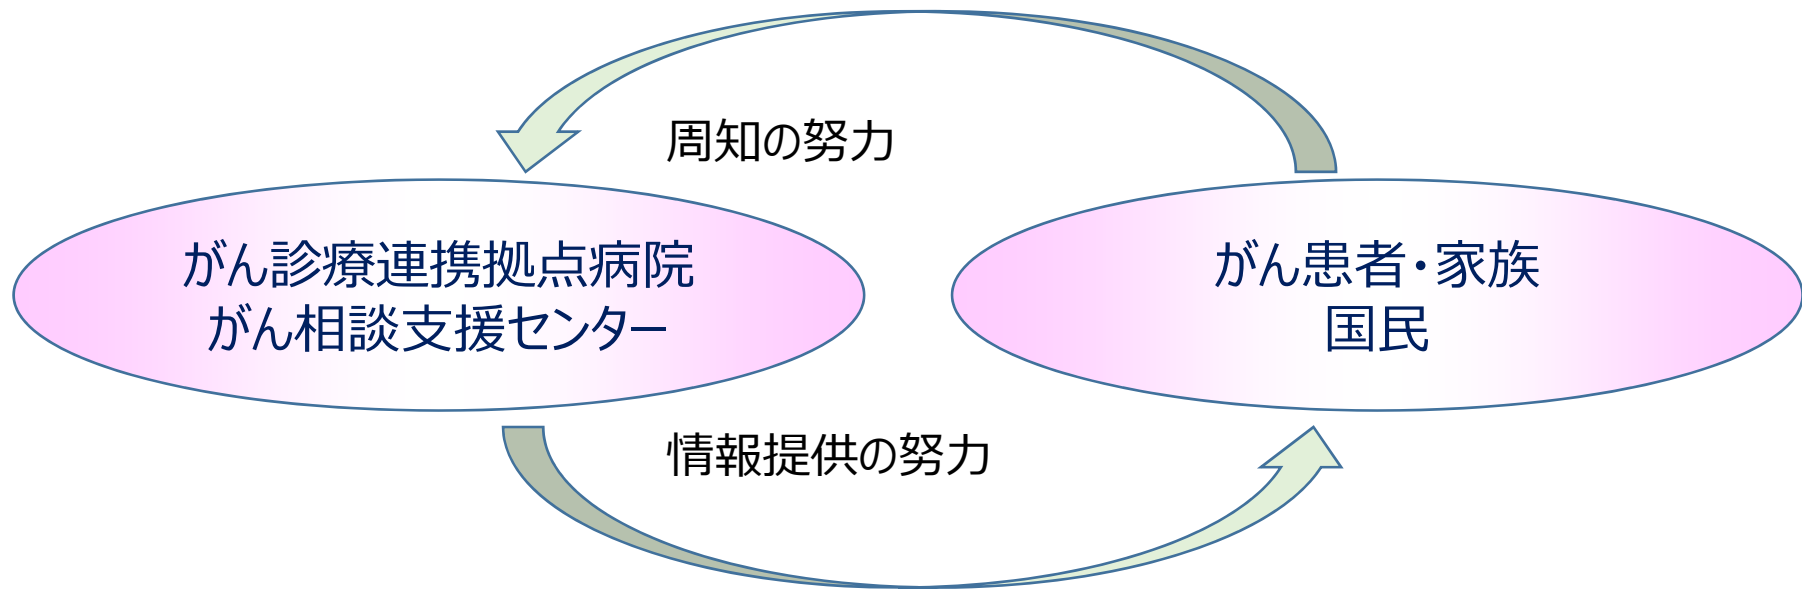 周知の努力
がん診療連携拠点病院
がん相談支援センター
がん患者・家族
国民
情報提供の努力